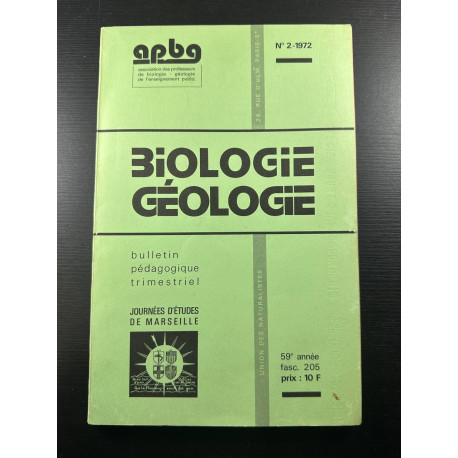 apbg
association des professeurs
de biologie - géologie
de l'enseignement public
N° 2-1972
BiOLOGiE
GÉOLOGIE
bulletin
pédagogique
trimestriel
JOURNÉES D'ÉTUDES
DE MARSEILLE
UNION DES NATURALISTES
29, RUE D'ULM, PARIS-5e
59e année
fasc. 205
prix : 10 F